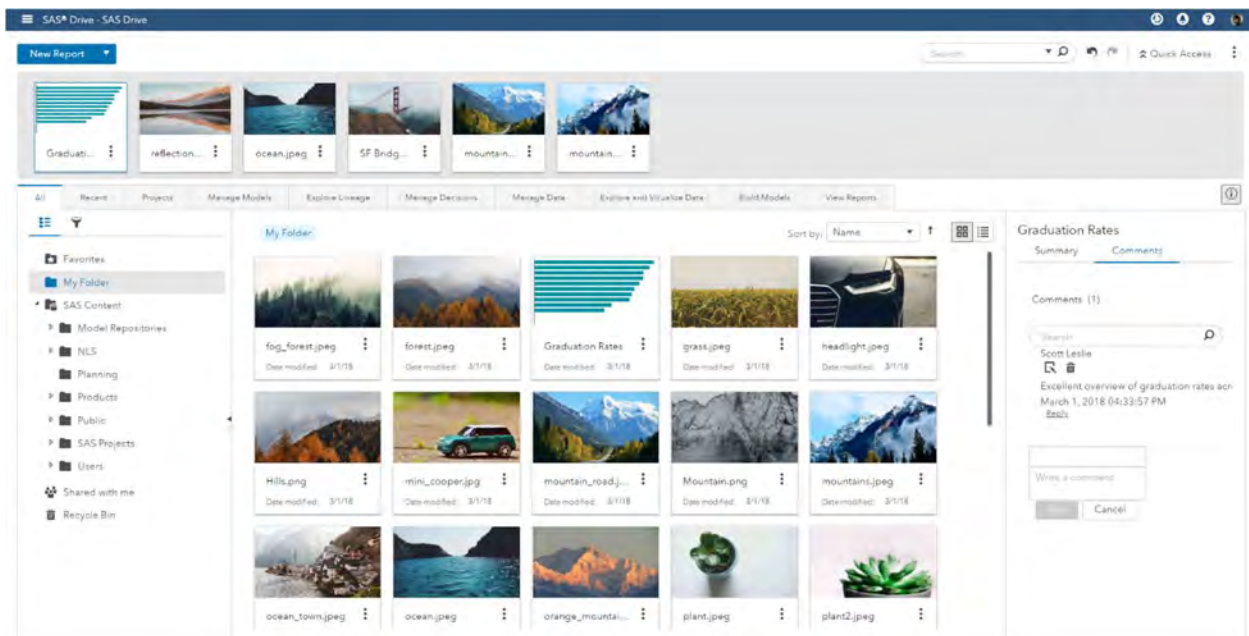 SAS® Drive - SAS Drive
New Report
Search
Quick Access
Graduati...
reflection...
ocean.jpeg
SF Bridg...
mountain...
mountain...
All
Recent
Projects
Manage Models
Explore Lineage
Manage Decisions
Manage Data
Explore and Visualize Data
Build Models
View Reports
Favorites
My Folder
SAS Content
Model Repositories
NLS
Planning
Products
Public
SAS Projects
Users
Shared with me
Recycle Bin
My Folder
Sort by: Name
fog_forest.jpeg
Date modified: 3/1/18
forest.jpeg
Date modified: 3/1/18
Graduation Rates
Date modified: 3/1/18
grass.jpeg
Date modified: 3/1/18
headlight.jpeg
Date modified: 3/1/18
Hills.png
Date modified: 3/1/18
mini_cooper.jpg
Date modified: 3/1/18
mountain_road.j...
Date modified: 3/1/18
Mountain.png
Date modified: 3/1/18
mountains.jpeg
Date modified: 3/1/18
ocean_town.jpeg
ocean.jpeg
orange_mountai...
plant.jpeg
plant2.jpeg
Graduation Rates
Summary
Comments
Comments (1)
Search
Scott Leslie
Excellent overview of graduation rates acr
March 1, 2018 04:33:57 PM
Reply
Write a comment
Cancel